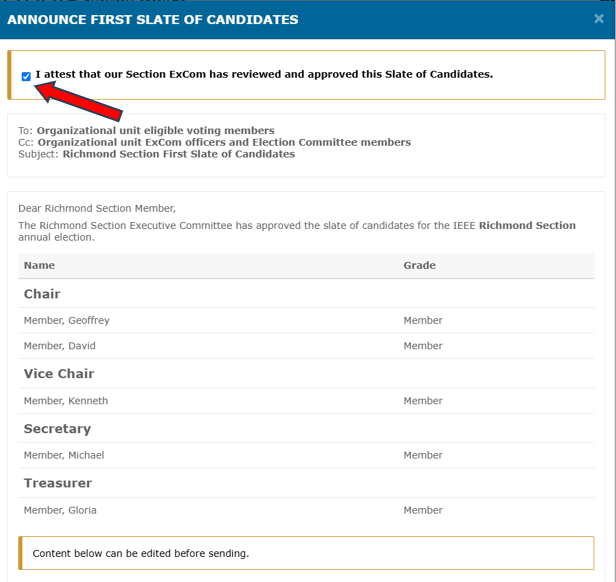 ANNOUNCE FIRST SLATE OF CANDIDATES
×
I attest that our Section ExCom has reviewed and approved this Slate of Candidates.
To: Organizational unit eligible voting members
Cc: Organizational unit ExCom officers and Election Committee members
Subject: Richmond Section First Slate of Candidates
Dear Richmond Section Member,
The Richmond Section Executive Committee has approved the slate of candidates for the IEEE Richmond Section
annual election.
Name Grade
Chair
Member, Geoffrey Member
Member, David Member
Vice Chair
Member, Kenneth Member
Secretary
Member, Michael Member
Treasurer
Member, Gloria Member
Content below can be edited before sending.